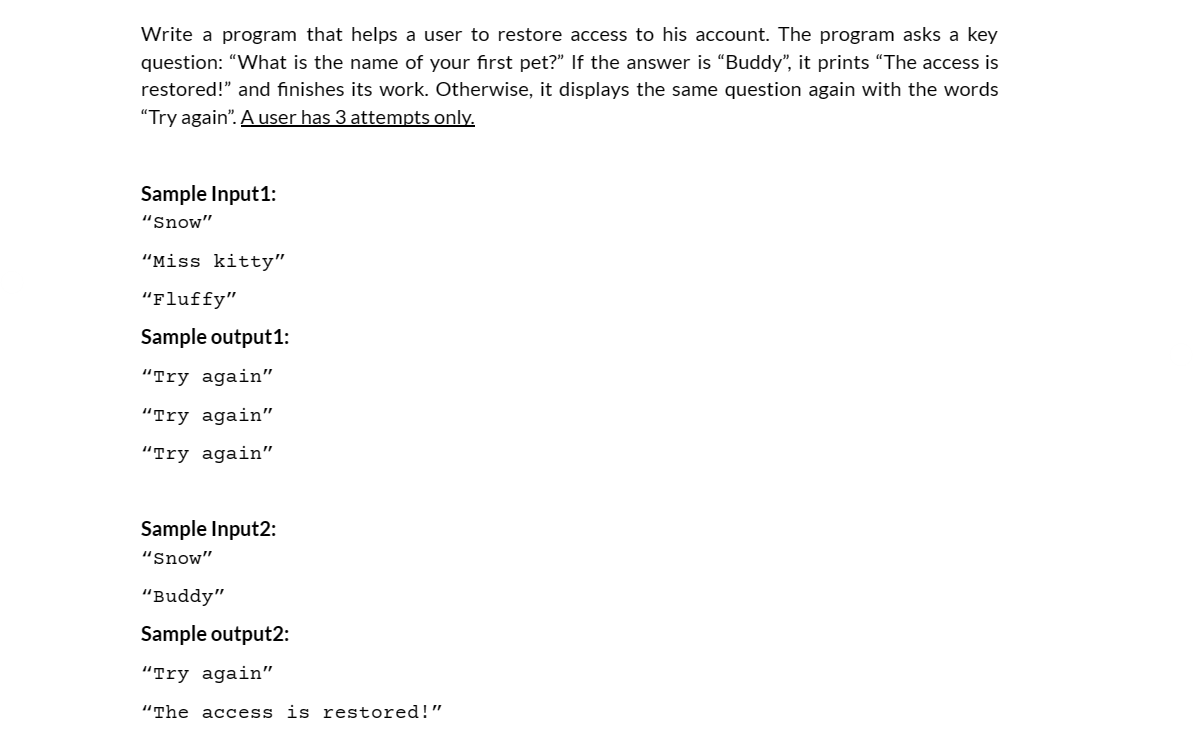 Write a program that helps a user to restore access to his account. The program asks a key
question: “What is the name of your first pet?” If the answer is “Buddy”, it prints “The access is
restored!” and finishes its work. Otherwise, it displays the same question again with the words
“Try again”. A user has 3 attempts only.
Sample Input1:
“Snow”
“Miss kitty”
“Fluffy”
Sample output1:
“Try again”
“Try again”
“Try again”
Sample Input2:
“Snow”
“Buddy”
Sample output2:
“Try again”
“The access is restored!”